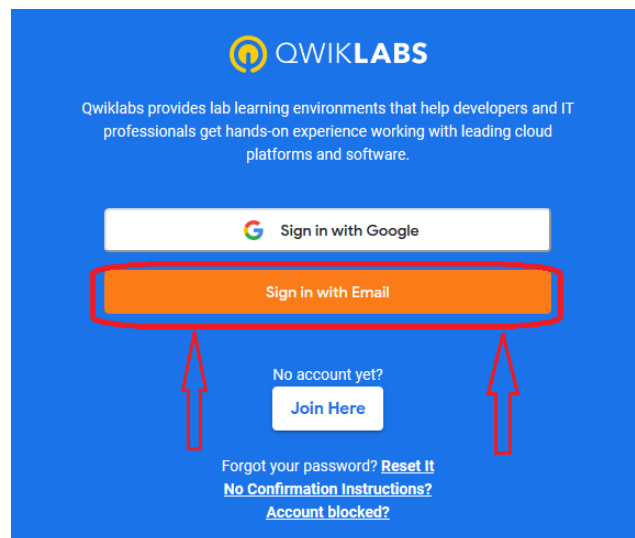 QWIKLABS
Qwiklabs provides lab learning environments that help developers and IT
professionals get hands-on experience working with leading cloud
platforms and software.
Sign in with Google
Sign in with Email
No account yet?
Join Here
Forgot your password? Reset It
No Confirmation Instructions?
Account blocked?